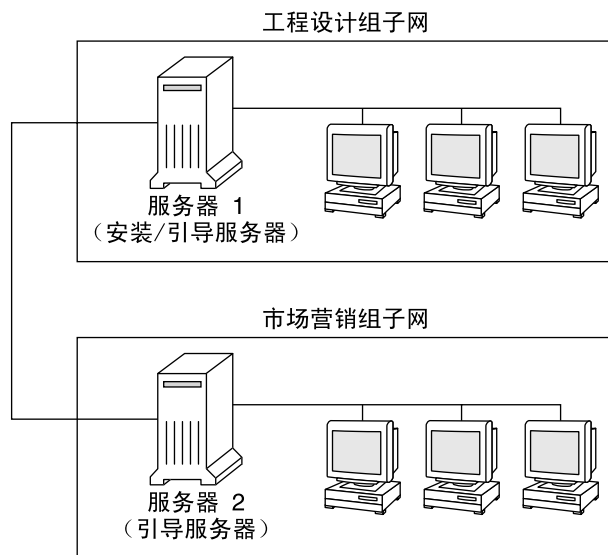 工程设计组子网
服务器 1
（安装/引导服务器）
市场营销组子网
服务器 2
（引导服务器）